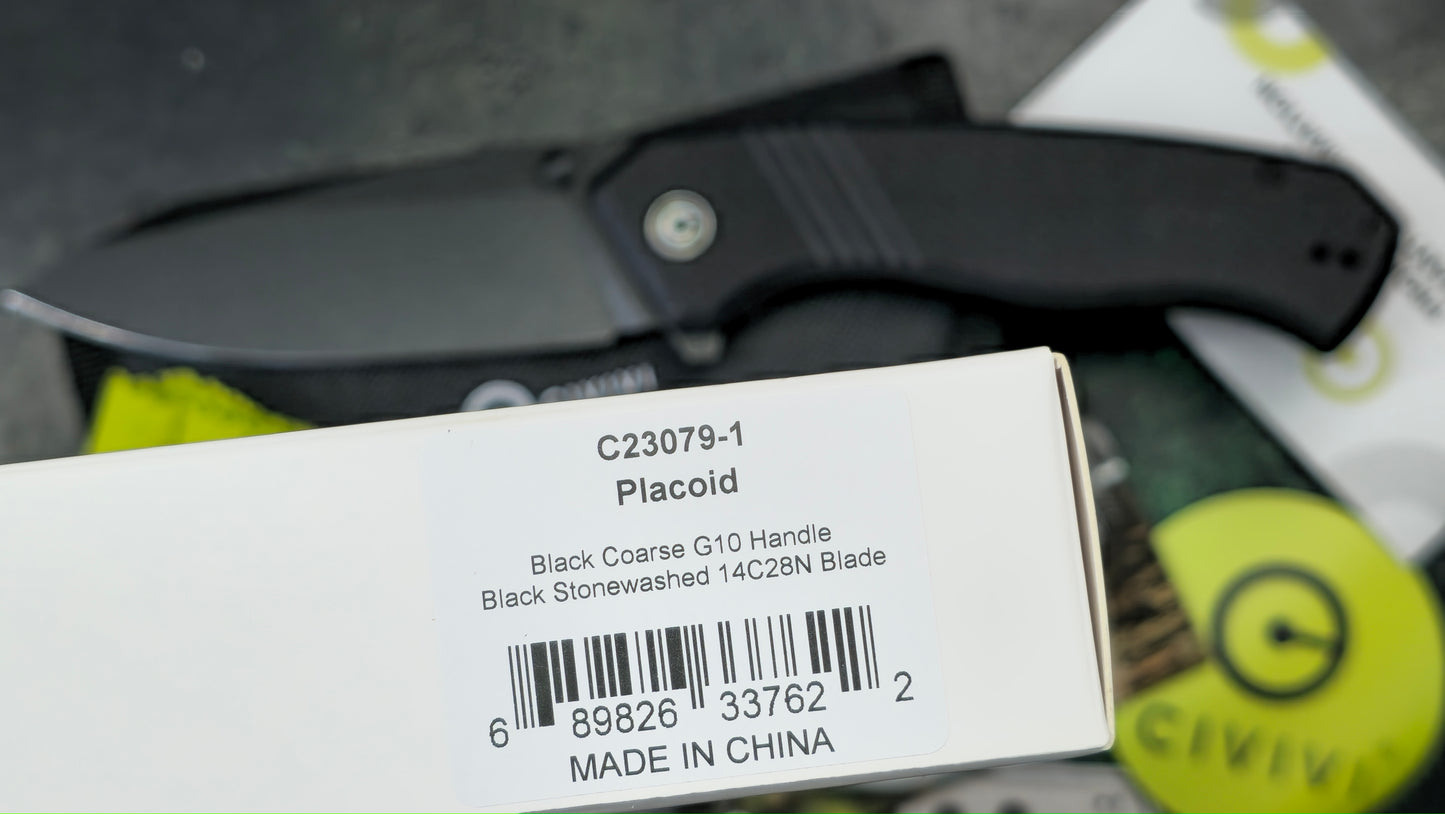 C23079-1
Placoid
Black Coarse G10 Handle
Black Stonewashed 14C28N Blade
6 89826 33762 2
MADE IN CHINA
CIVIVI